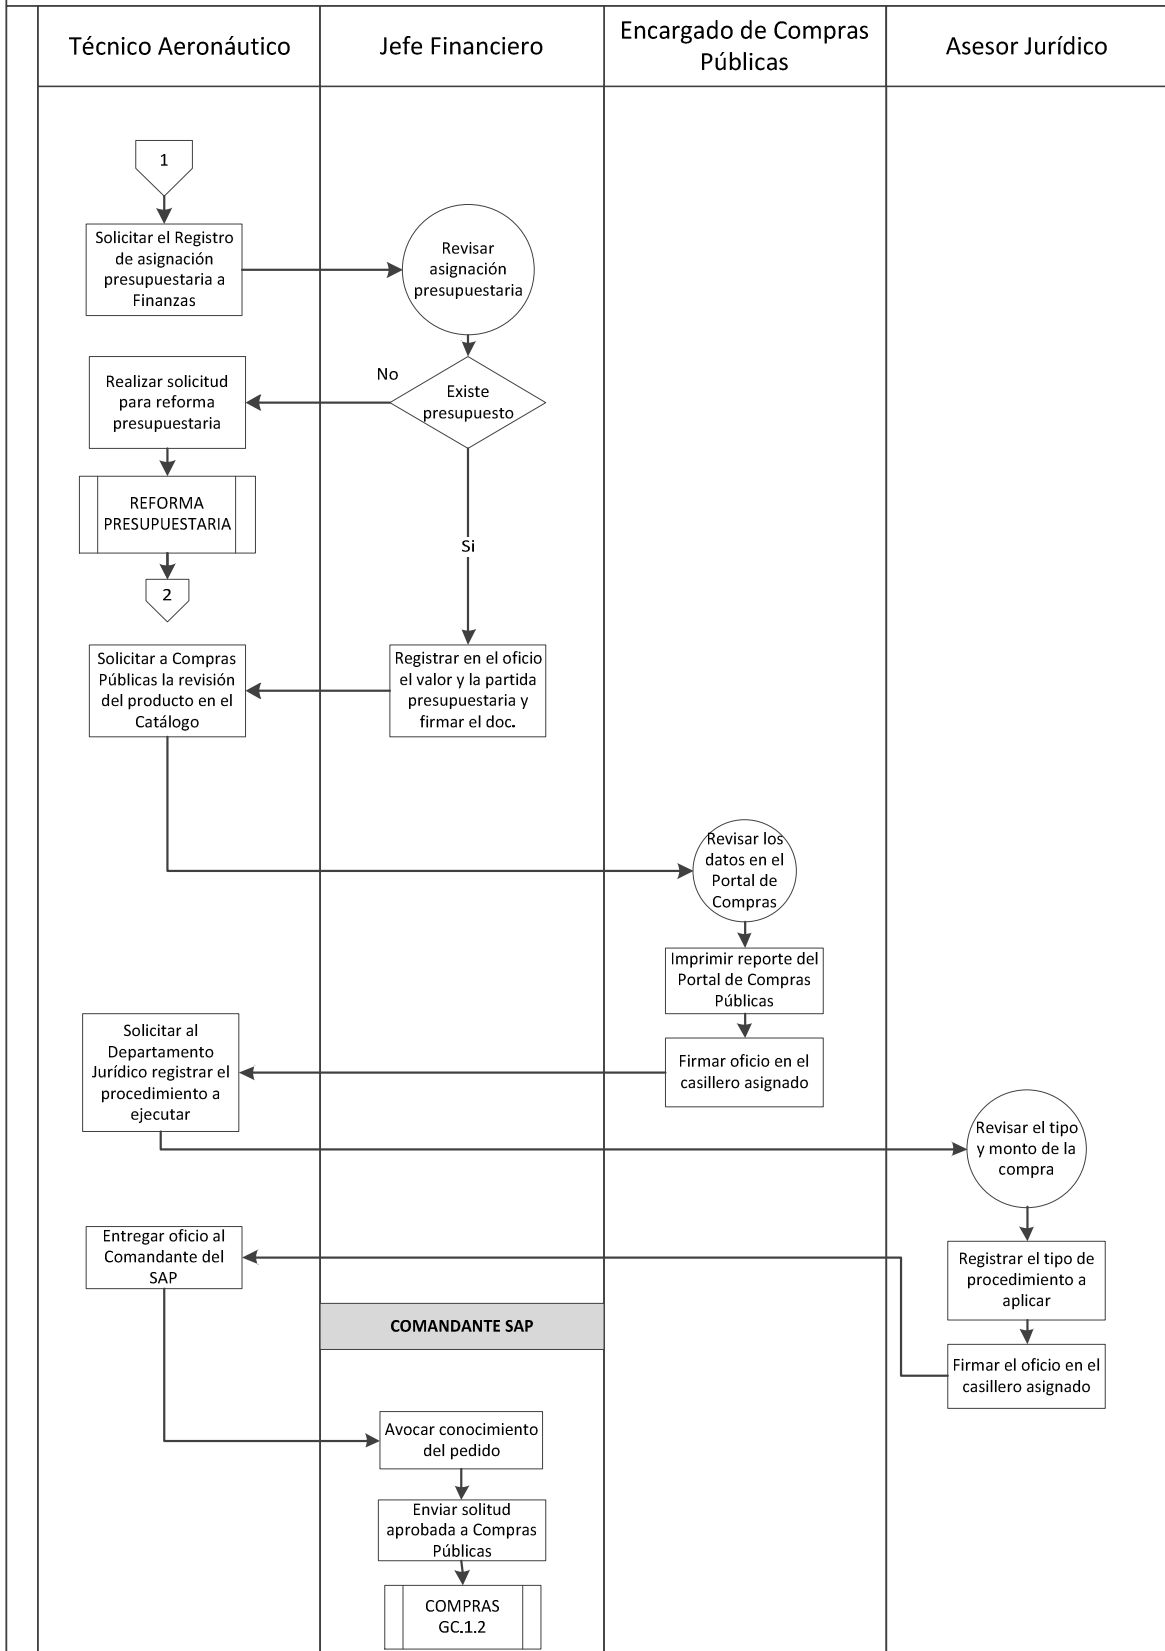 Técnico Aeronáutico
Jefe Financiero
Encargado de Compras
Públicas
Asesor Jurídico
1
Solicitar el Registro
de asignación
presupuestaria a
Finanzas
Revisar
asignación
presupuestaria
No
Existe
presupuesto
Realizar solicitud
para reforma
presupuestaria
REFORMA
PRESUPUESTARIA
Si
2
Solicitar a Compras
Públicas la revisión
del producto en el
Catálogo
Registrar en el oficio
el valor y la partida
presupuestaria y
firmar el doc.
Revisar los
datos en el
Portal de
Compras
Imprimir reporte del
Portal de Compras
Públicas
Firmar oficio en el
casillero asignado
Solicitar al
Departamento
Jurídico registrar el
procedimiento a
ejecutar
Revisar el tipo
y monto de la
compra
Registrar el tipo de
procedimiento a
aplicar
Firmar el oficio en el
casillero asignado
Entregar oficio al
Comandante del
SAP
COMANDANTE SAP
Avocar conocimiento
del pedido
Enviar solitud
aprobada a Compras
Públicas
COMPRAS
GC.1.2